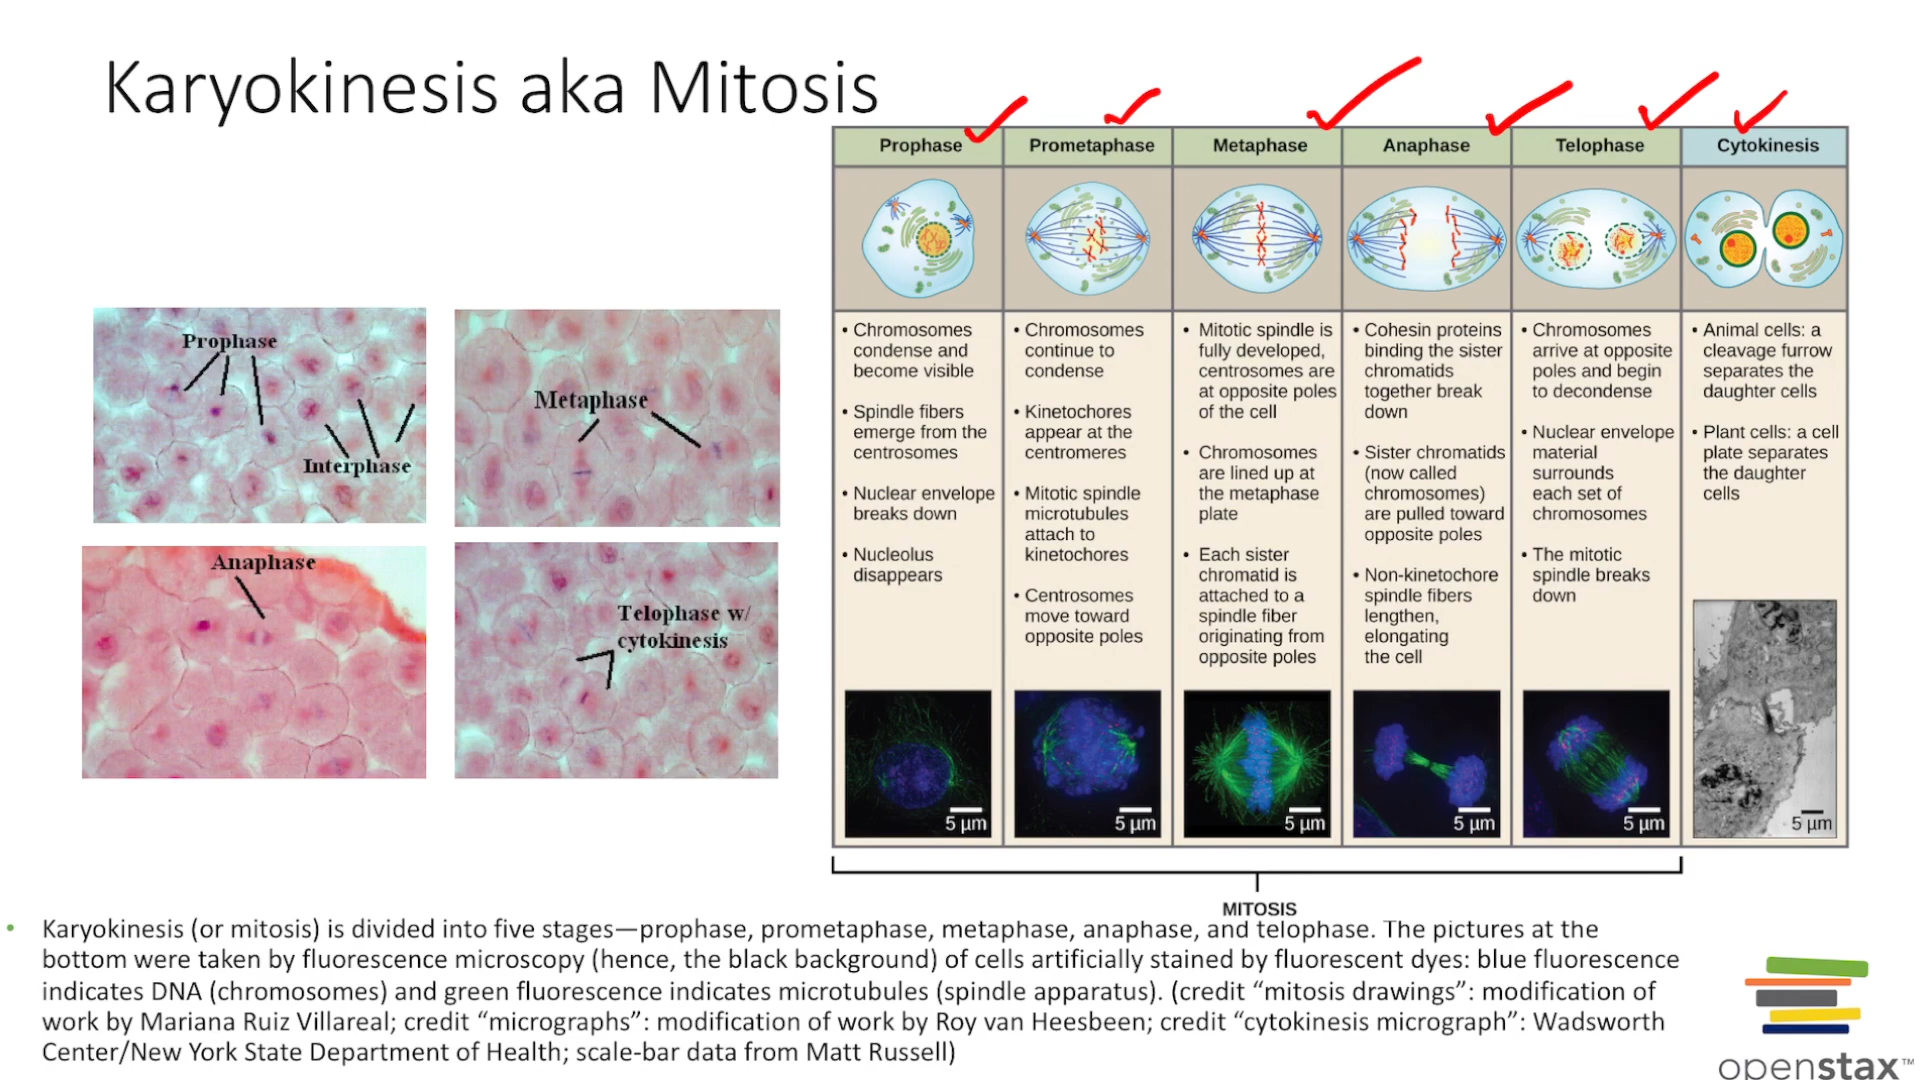 Karyokinesis aka Mitosis
Prophase
Interphase
Metaphase
Anaphase
Telophase w/
cytokinesis
Prophase
• Chromosomes
condense and
become visible
• Spindle fibers
emerge from the
centrosomes
• Nuclear envelope
breaks down
• Nucleolus
disappears
5 µm
Prometaphase
• Chromosomes
continue to
condense
• Kinetochores
appear at the
centromeres
• Mitotic spindle
microtubules
attach to
kinetochores
• Centrosomes
move toward
opposite poles
5 µm
Metaphase
• Mitotic spindle is
fully developed,
centrosomes are
at opposite poles
of the cell
• Chromosomes
are lined up at
the metaphase
plate
• Each sister
chromatid is
attached to a
spindle fiber
originating from
opposite poles
5 µm
Anaphase
• Cohesin proteins
binding the sister
chromatids
together break
down
• Sister chromatids
(now called
chromosomes)
are pulled toward
opposite poles
• Non-kinetochore
spindle fibers
lengthen,
elongating
the cell
5 µm
Telophase
• Chromosomes
arrive at opposite
poles and begin
to decondense
• Nuclear envelope
material
surrounds
each set of
chromosomes
• The mitotic
spindle breaks
down
5 µm
Cytokinesis
• Animal cells: a
cleavage furrow
separates the
daughter cells
• Plant cells: a cell
plate separates
the daughter
cells
5 µm
MITOSIS
• Karyokinesis (or mitosis) is divided into five stages—prophase, prometaphase, metaphase, anaphase, and telophase. The pictures at the
bottom were taken by fluorescence microscopy (hence, the black background) of cells artificially stained by fluorescent dyes: blue fluorescence
indicates DNA (chromosomes) and green fluorescence indicates microtubules (spindle apparatus). (credit “mitosis drawings”: modification of
work by Mariana Ruiz Villareal; credit “micrographs”: modification of work by Roy van Heesbeen; credit “cytokinesis micrograph”: Wadsworth
Center/New York State Department of Health; scale-bar data from Matt Russell)
openstax™